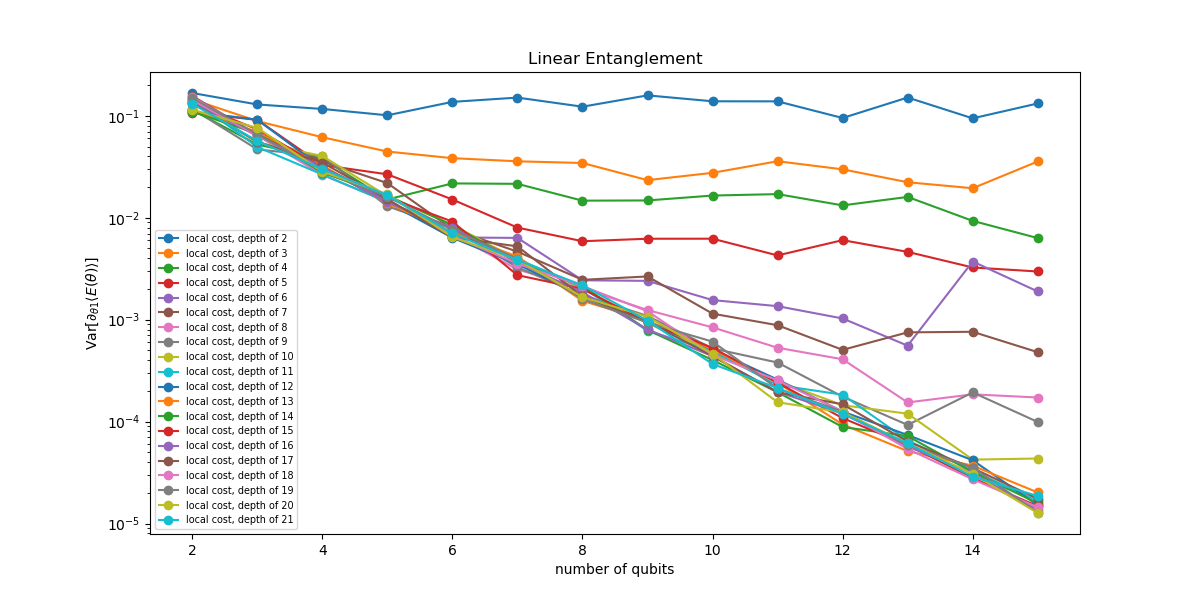 Linear Entanglement
Var[∂θ1⟨E(θ)⟩]
10⁻¹
10⁻²
10⁻³
10⁻⁴
10⁻⁵
local cost, depth of 2
local cost, depth of 3
local cost, depth of 4
local cost, depth of 5
local cost, depth of 6
local cost, depth of 7
local cost, depth of 8
local cost, depth of 9
local cost, depth of 10
local cost, depth of 11
local cost, depth of 12
local cost, depth of 13
local cost, depth of 14
local cost, depth of 15
local cost, depth of 16
local cost, depth of 17
local cost, depth of 18
local cost, depth of 19
local cost, depth of 20
local cost, depth of 21
2 4 6 8 10 12 14
number of qubits